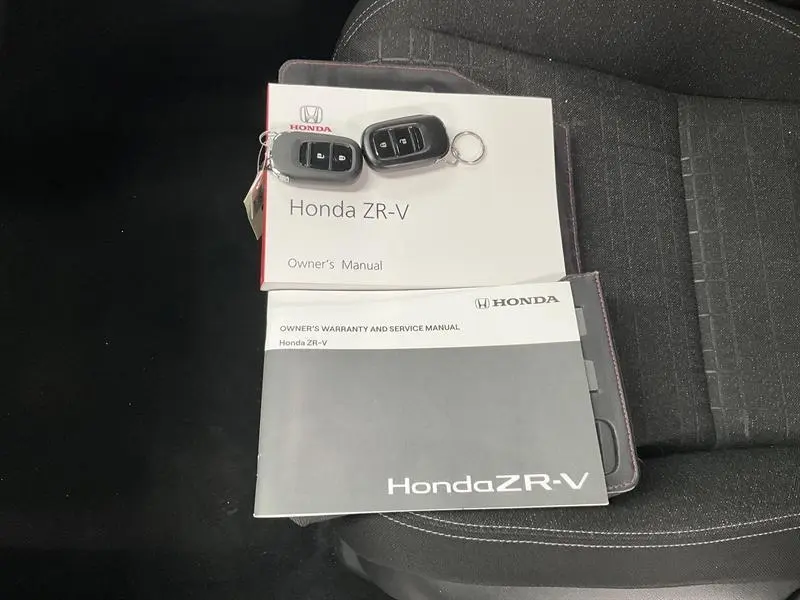 HONDA
Honda ZR-V
Owner's Manual
HONDA
OWNER'S WARRANTY AND SERVICE MANUAL
Honda ZR-V
HondaZR-V